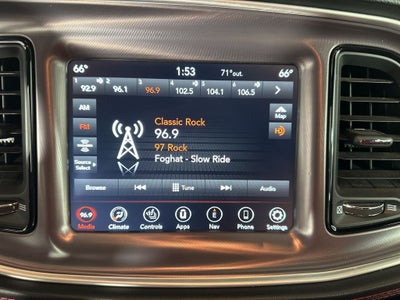 66°
1:53
71°out.
66°
1 2 3 4 5 6
92.9 96.1 96.9 102.5 104.1 106.5
AM
FM
Source
Select
Classic Rock
96.9
97 Rock
Foghat - Slow Ride
Map
HD
Browse
Tune
Audio
96.9
Media Climate Controls Apps Nav Phone Settings